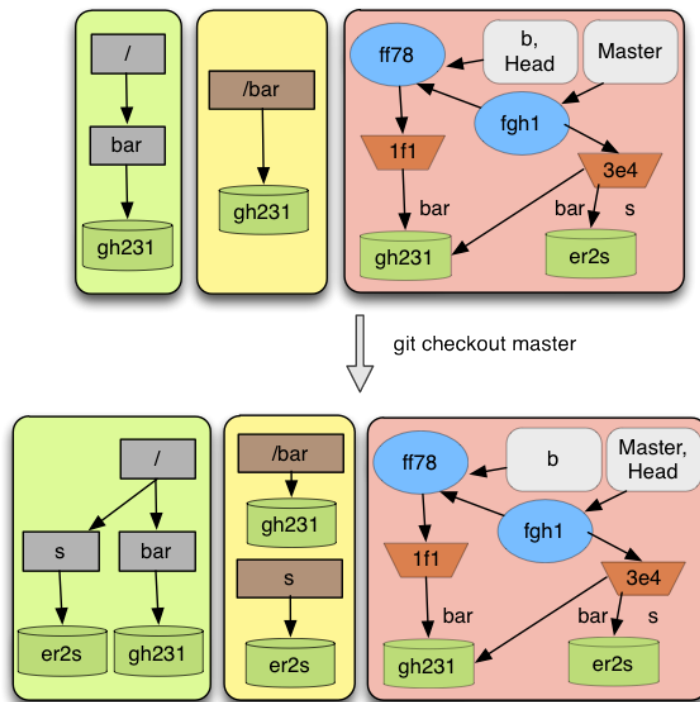 /
bar
gh231
/bar
gh231
ff78
b,
Head
Master
fgh1
1f1
3e4
bar
bar
s
gh231
er2s
git checkout master
/
s
bar
er2s
gh231
/bar
gh231
s
er2s
ff78
b
Master,
Head
fgh1
1f1
3e4
bar
bar
s
gh231
er2s